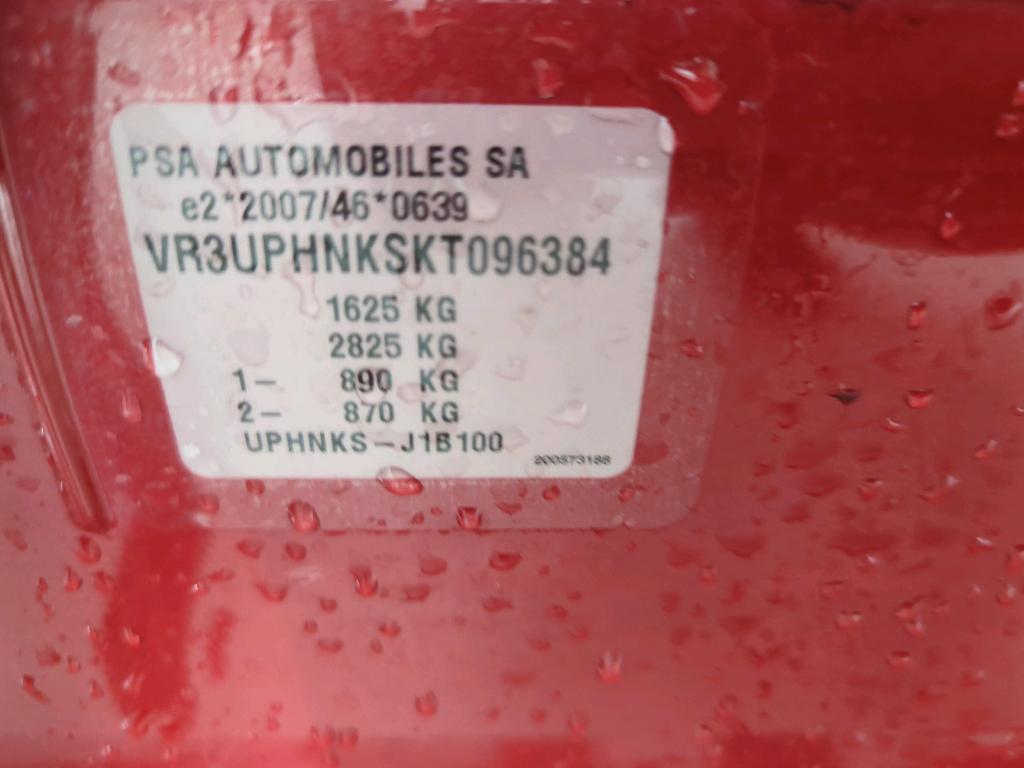 PSA AUTOMOBILES SA
e2*2007/46*0639
VR3UPHNKSKT096384
1625 KG
2825 KG
1- 890 KG
2- 870 KG
UPHNKS-J1B100
200573188